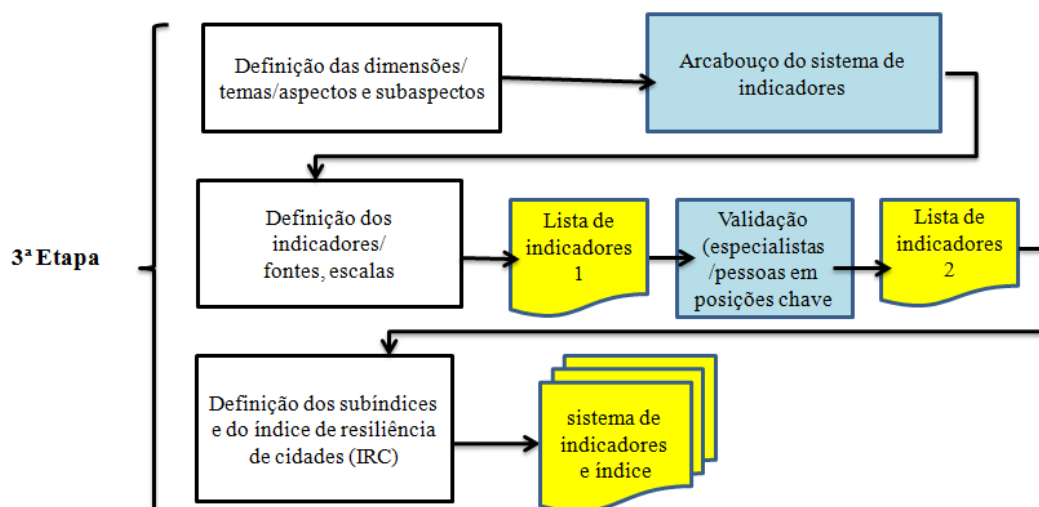 Definição das dimensões/
temas/aspectos e subaspectos
Arcabouço do sistema de
indicadores
3ª Etapa
Definição dos
indicadores/
fontes, escalas
Lista de
indicadores
1
Validação
(especialistas
/pessoas em
posições chave
Lista de
indicadores
2
Definição dos subíndices
e do índice de resiliência
de cidades (IRC)
sistema de
indicadores
e índice